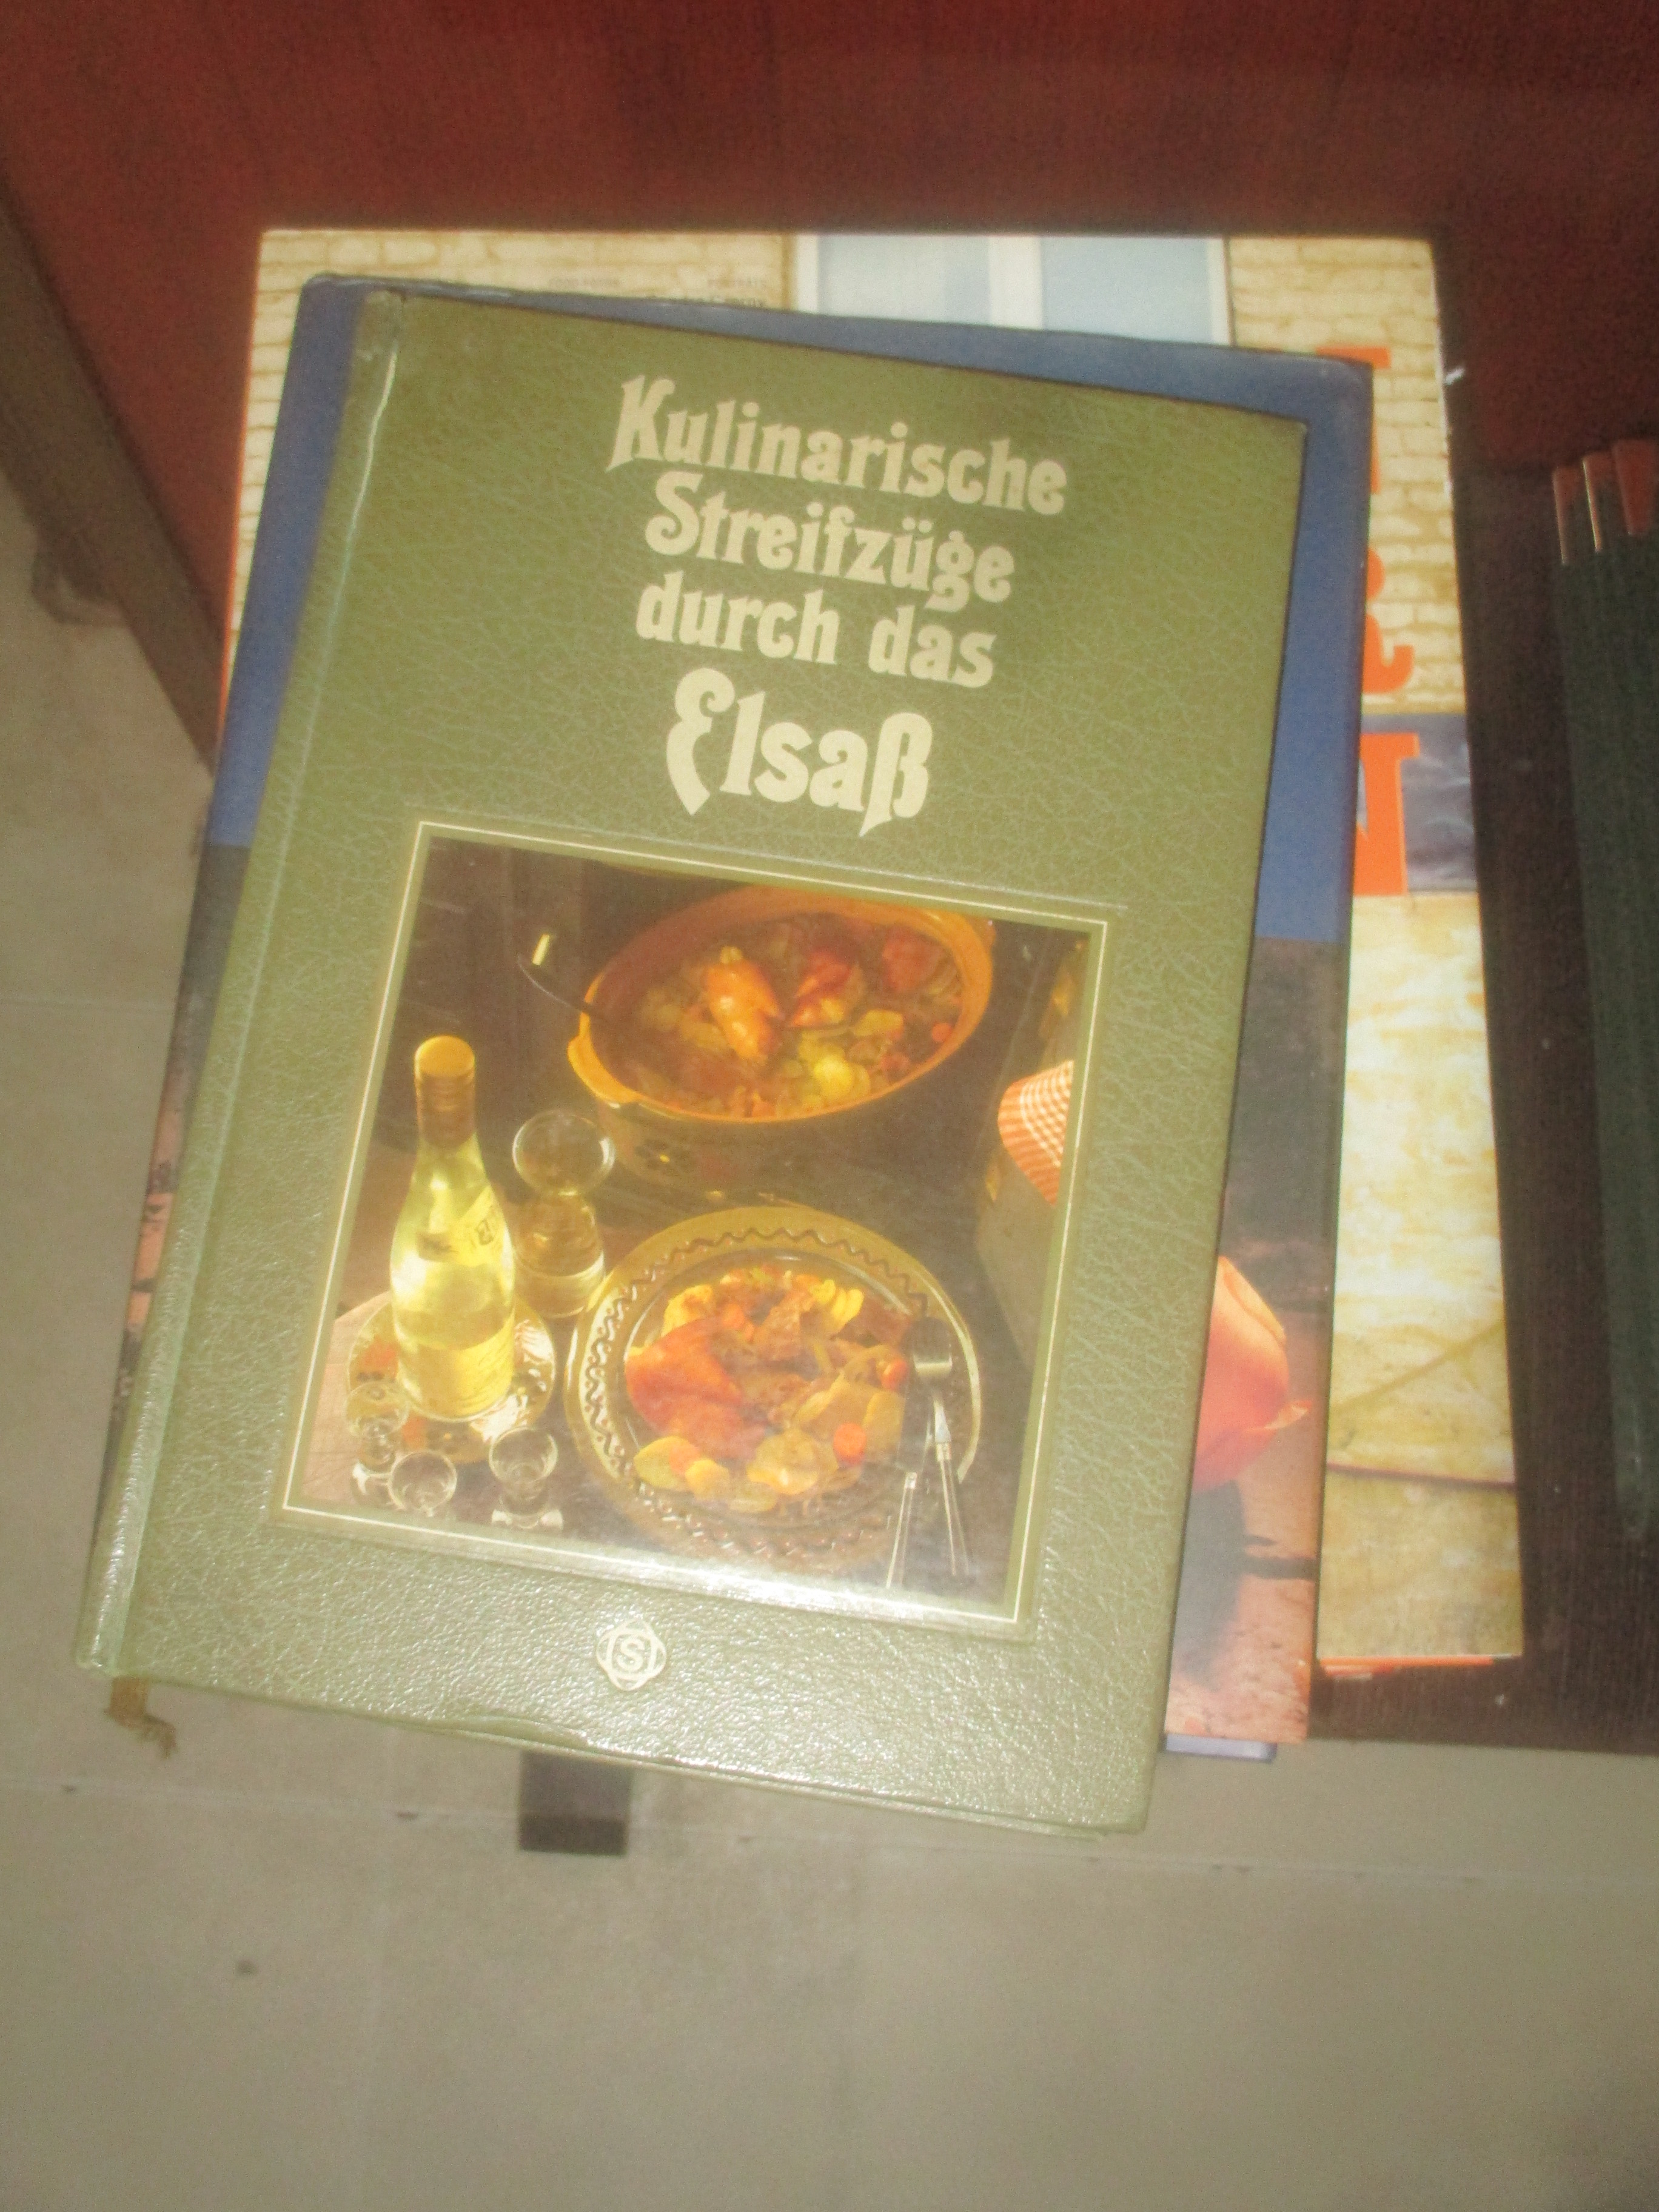 Kulinarische
Streifzüge
durch das
Elsaß
S